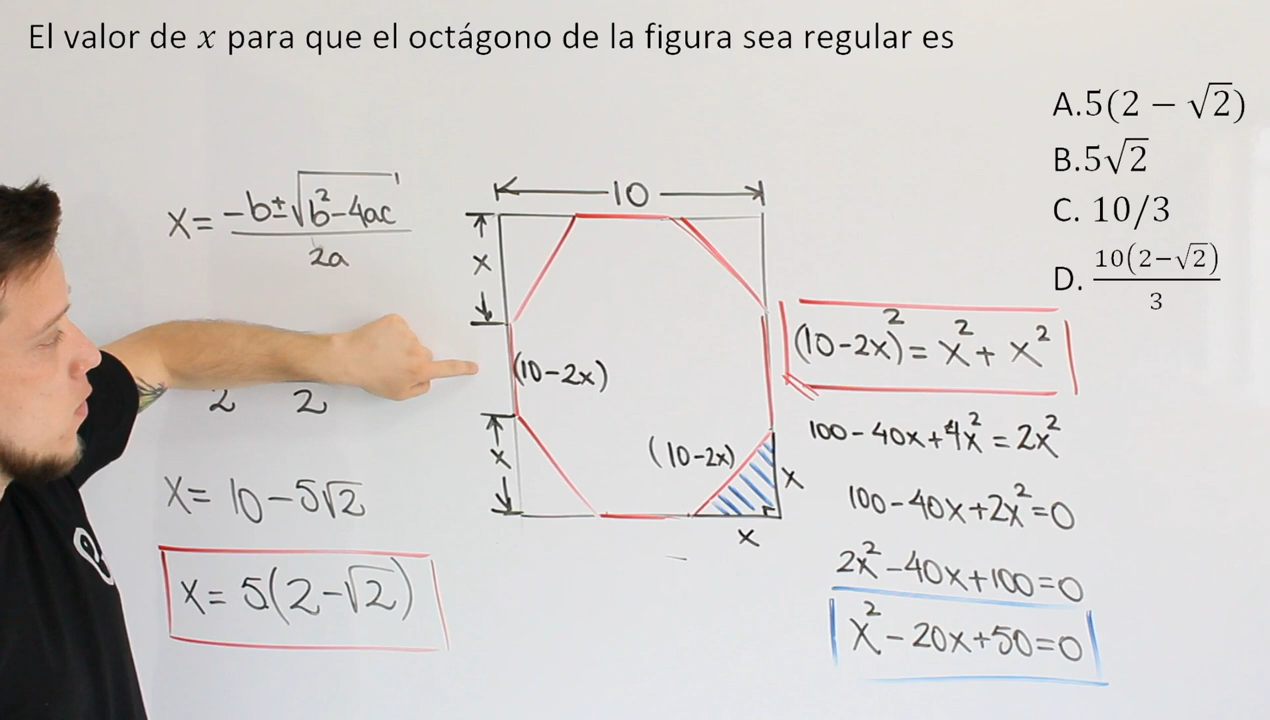 El valor de x para que el octágono de la figura sea regular es
A. 5(2 − √2)
B. 5√2
C. 10/3
D. 10(2−√2)/3
x = (-b ± √(b² - 4ac))/2a
2 2
x = 10 - 5√2
x = 5(2 - √2)
10
x
(10-2x)
x
(10-2x)
x
x
(10-2x)² = x² + x²
100 - 40x + 4x² = 2x²
100 - 40x + 2x² = 0
2x² - 40x + 100 = 0
x² - 20x + 50 = 0